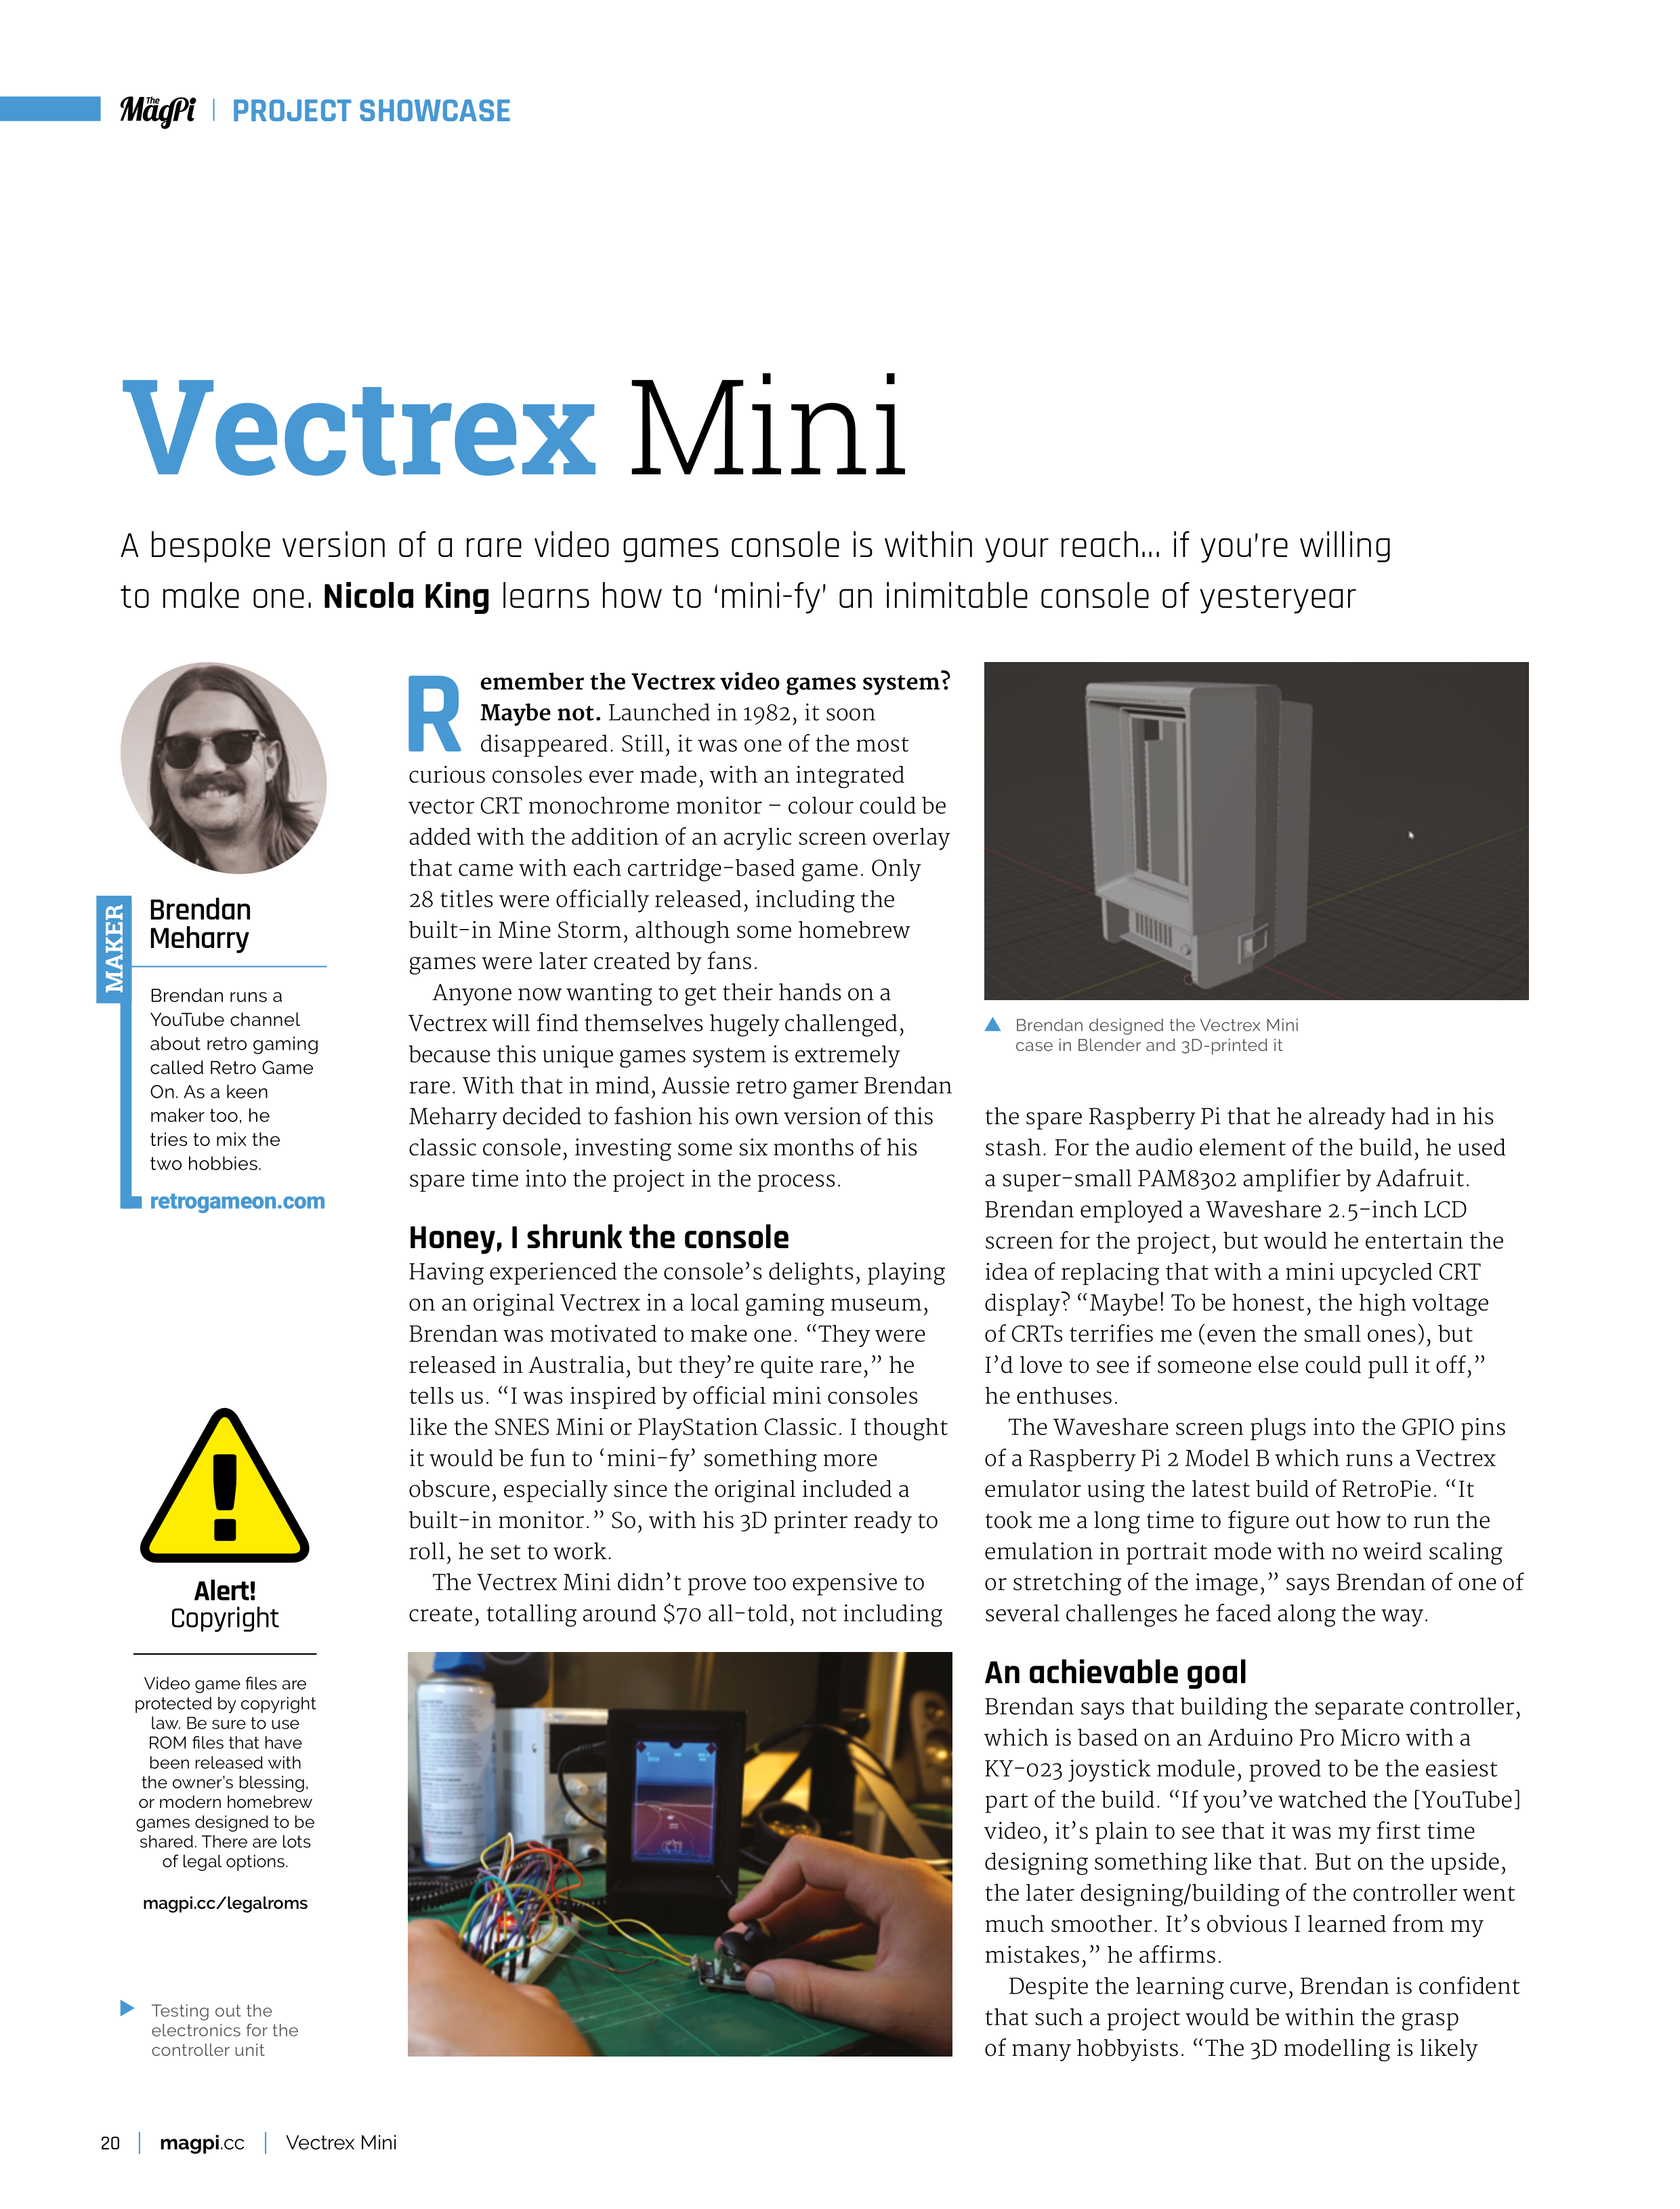 The MagPi | PROJECT SHOWCASE
Vectrex Mini
A bespoke version of a rare video games console is within your reach... if you’re willing
to make one. Nicola King learns how to ‘mini-fy’ an inimitable console of yesteryear
MAKER
Brendan
Meharry
Brendan runs a
YouTube channel
about retro gaming
called Retro Game
On. As a keen
maker too, he
tries to mix the
two hobbies.
retrogameon.com
Alert!
Copyright
Video game files are
protected by copyright
law. Be sure to use
ROM files that have
been released with
the owner’s blessing,
or modern homebrew
games designed to be
shared. There are lots
of legal options.
magpi.cc/legalroms
Testing out the
electronics for the
controller unit
Remember the Vectrex video games system?
Maybe not. Launched in 1982, it soon
disappeared. Still, it was one of the most
curious consoles ever made, with an integrated
vector CRT monochrome monitor – colour could be
added with the addition of an acrylic screen overlay
that came with each cartridge-based game. Only
28 titles were officially released, including the
built-in Mine Storm, although some homebrew
games were later created by fans.
Anyone now wanting to get their hands on a
Vectrex will find themselves hugely challenged,
because this unique games system is extremely
rare. With that in mind, Aussie retro gamer Brendan
Meharry decided to fashion his own version of this
classic console, investing some six months of his
spare time into the project in the process.
Honey, I shrunk the console
Having experienced the console’s delights, playing
on an original Vectrex in a local gaming museum,
Brendan was motivated to make one. “They were
released in Australia, but they’re quite rare,” he
tells us. “I was inspired by official mini consoles
like the SNES Mini or PlayStation Classic. I thought
it would be fun to ‘mini-fy’ something more
obscure, especially since the original included a
built-in monitor.” So, with his 3D printer ready to
roll, he set to work.
The Vectrex Mini didn’t prove too expensive to
create, totalling around $70 all-told, not including
Brendan designed the Vectrex Mini
case in Blender and 3D-printed it
the spare Raspberry Pi that he already had in his
stash. For the audio element of the build, he used
a super-small PAM8302 amplifier by Adafruit.
Brendan employed a Waveshare 2.5-inch LCD
screen for the project, but would he entertain the
idea of replacing that with a mini upcycled CRT
display? “Maybe! To be honest, the high voltage
of CRTs terrifies me (even the small ones), but
I’d love to see if someone else could pull it off,”
he enthuses.
The Waveshare screen plugs into the GPIO pins
of a Raspberry Pi 2 Model B which runs a Vectrex
emulator using the latest build of RetroPie. “It
took me a long time to figure out how to run the
emulation in portrait mode with no weird scaling
or stretching of the image,” says Brendan of one of
several challenges he faced along the way.
An achievable goal
Brendan says that building the separate controller,
which is based on an Arduino Pro Micro with a
KY-023 joystick module, proved to be the easiest
part of the build. “If you’ve watched the [YouTube]
video, it’s plain to see that it was my first time
designing something like that. But on the upside,
the later designing/building of the controller went
much smoother. It’s obvious I learned from my
mistakes,” he affirms.
Despite the learning curve, Brendan is confident
that such a project would be within the grasp
of many hobbyists. “The 3D modelling is likely
20 | magpi.cc | Vectrex Mini